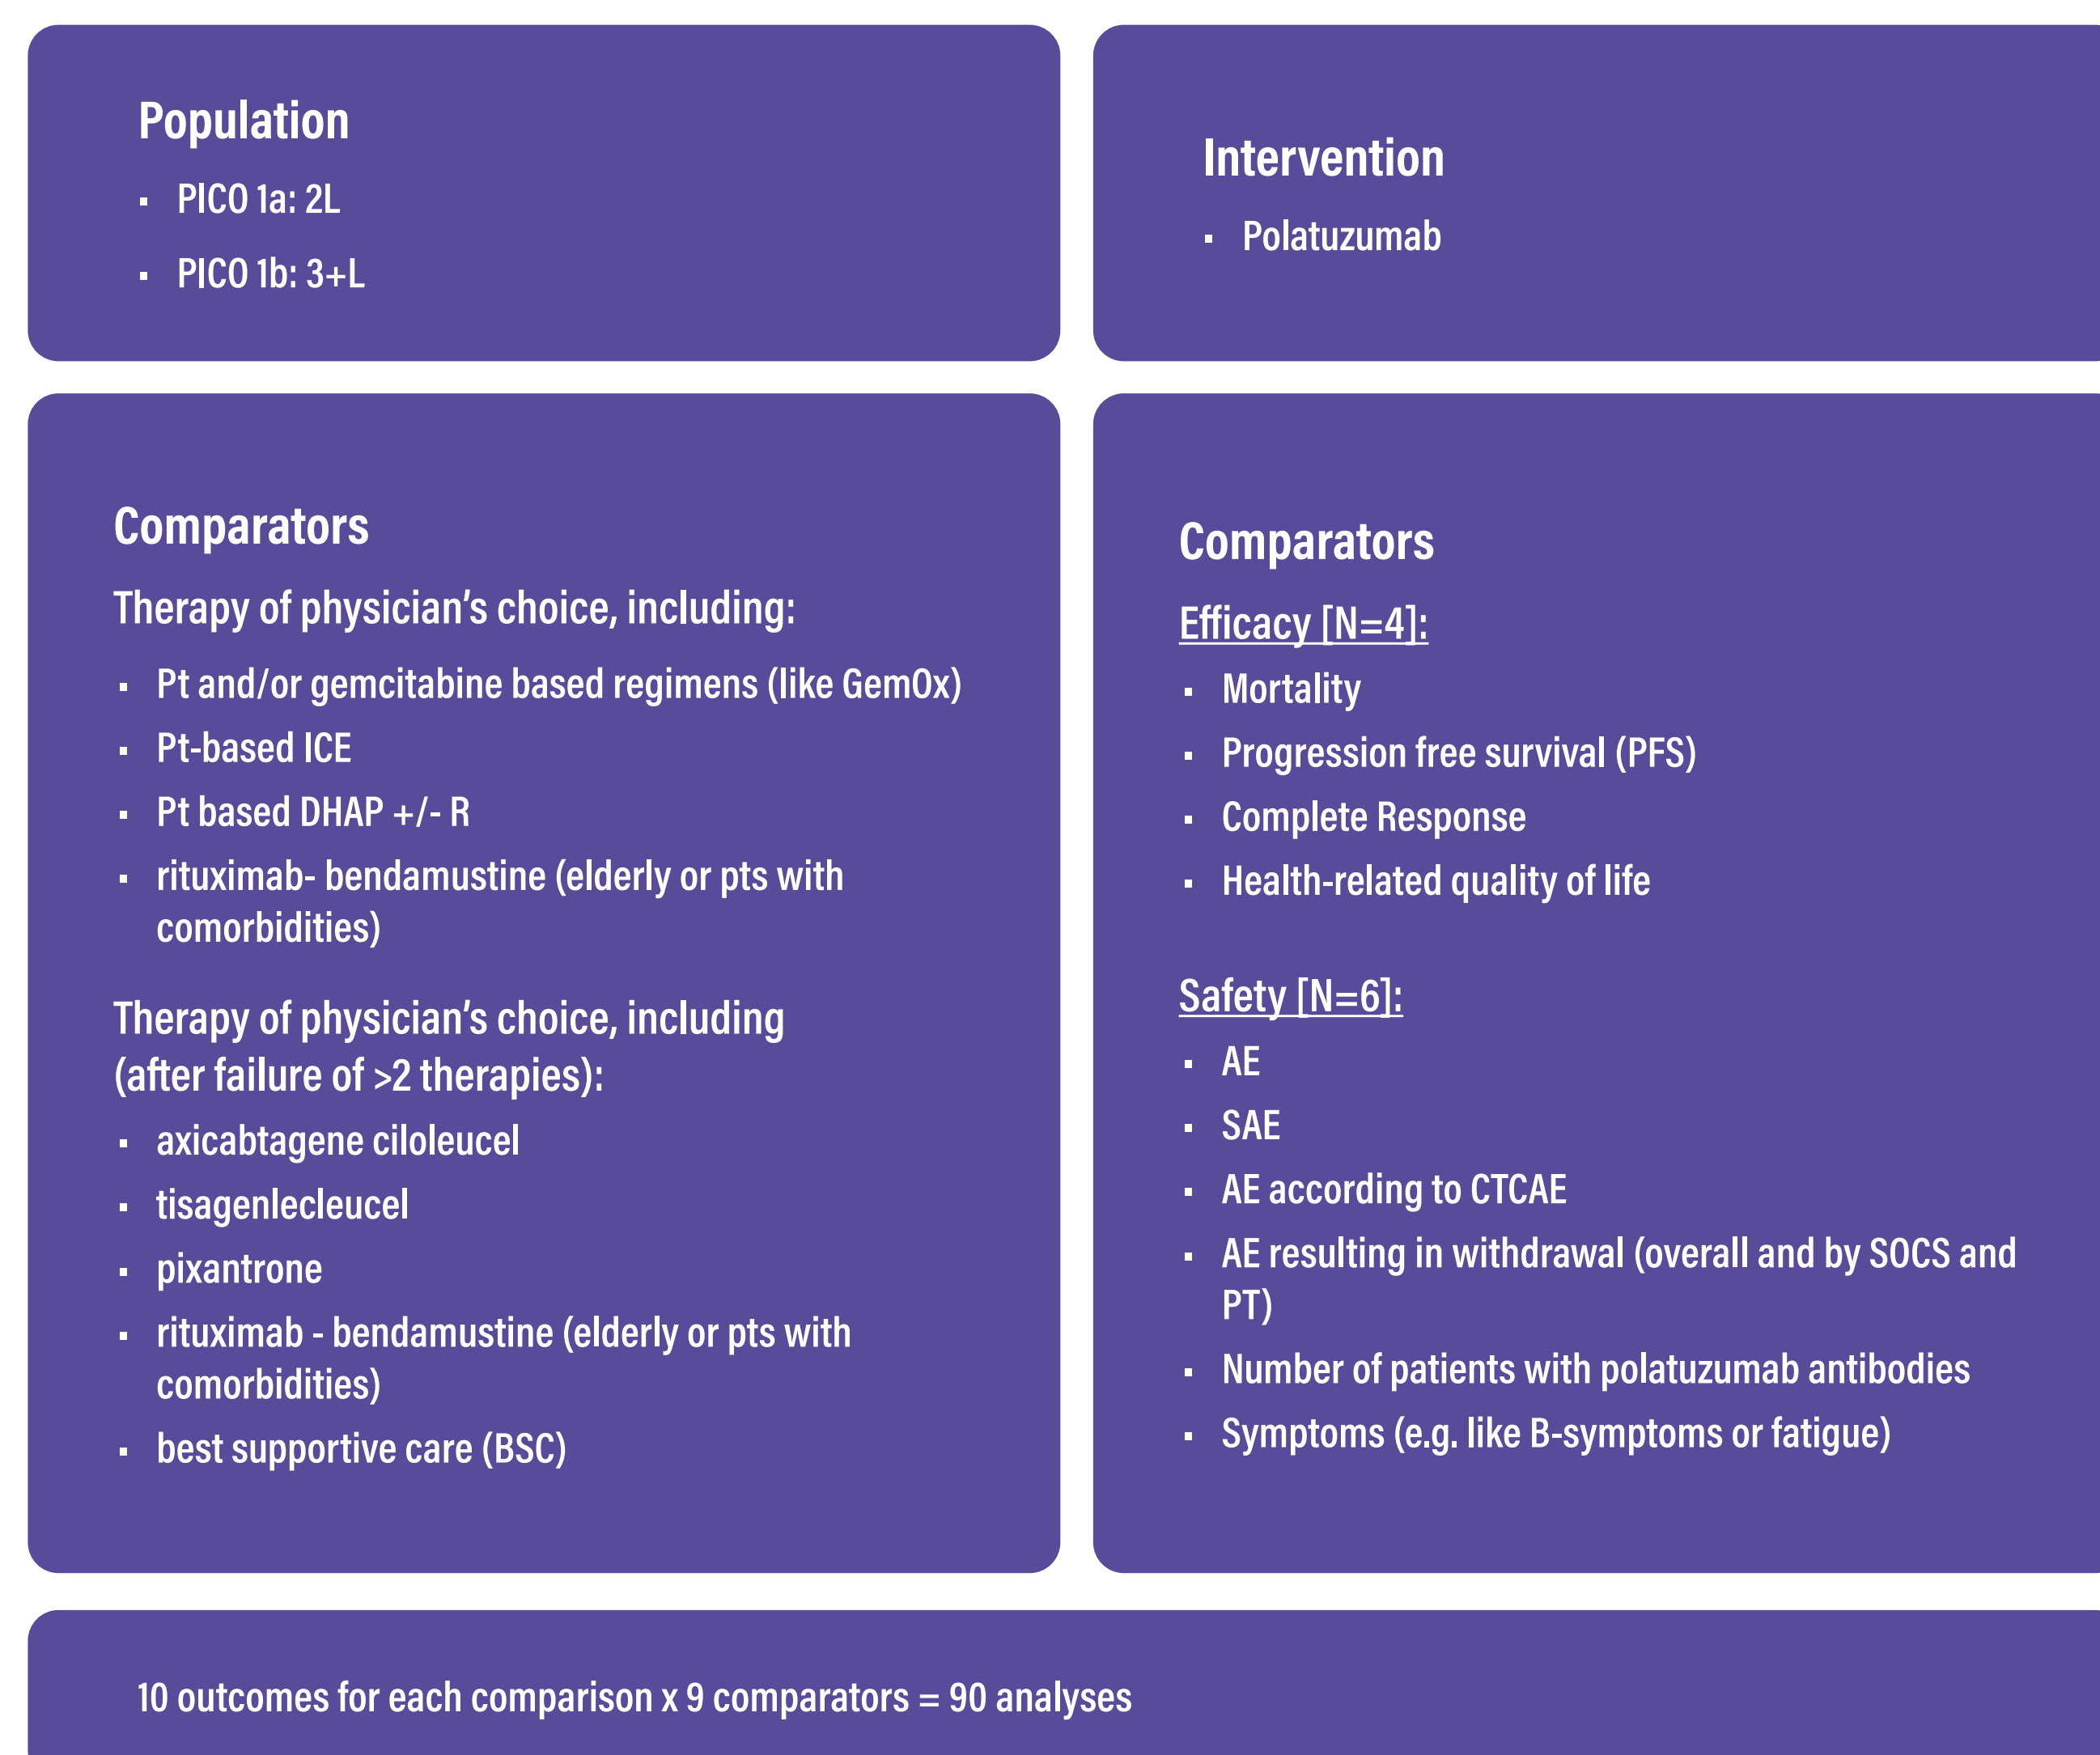 Population
▪ PICO 1a: 2L
▪ PICO 1b: 3+L
Intervention
▪ Polatuzumab
Comparators
Therapy of physician’s choice, including:
▪ Pt and/or gemcitabine based regimens (like GemOx)
▪ Pt-based ICE
▪ Pt based DHAP +/- R
▪ rituximab- bendamustine (elderly or pts with
comorbidities)
Therapy of physician’s choice, including
(after failure of >2 therapies):
▪ axicabtagene ciloleucel
▪ tisagenlecleucel
▪ pixantrone
▪ rituximab - bendamustine (elderly or pts with
comorbidities)
▪ best supportive care (BSC)
Comparators
Efficacy [N=4]:
▪ Mortality
▪ Progression free survival (PFS)
▪ Complete Response
▪ Health-related quality of life
Safety [N=6]:
▪ AE
▪ SAE
▪ AE according to CTCAE
▪ AE resulting in withdrawal (overall and by SOCS and
PT)
▪ Number of patients with polatuzumab antibodies
▪ Symptoms (e.g. like B-symptoms or fatigue)
10 outcomes for each comparison x 9 comparators = 90 analyses